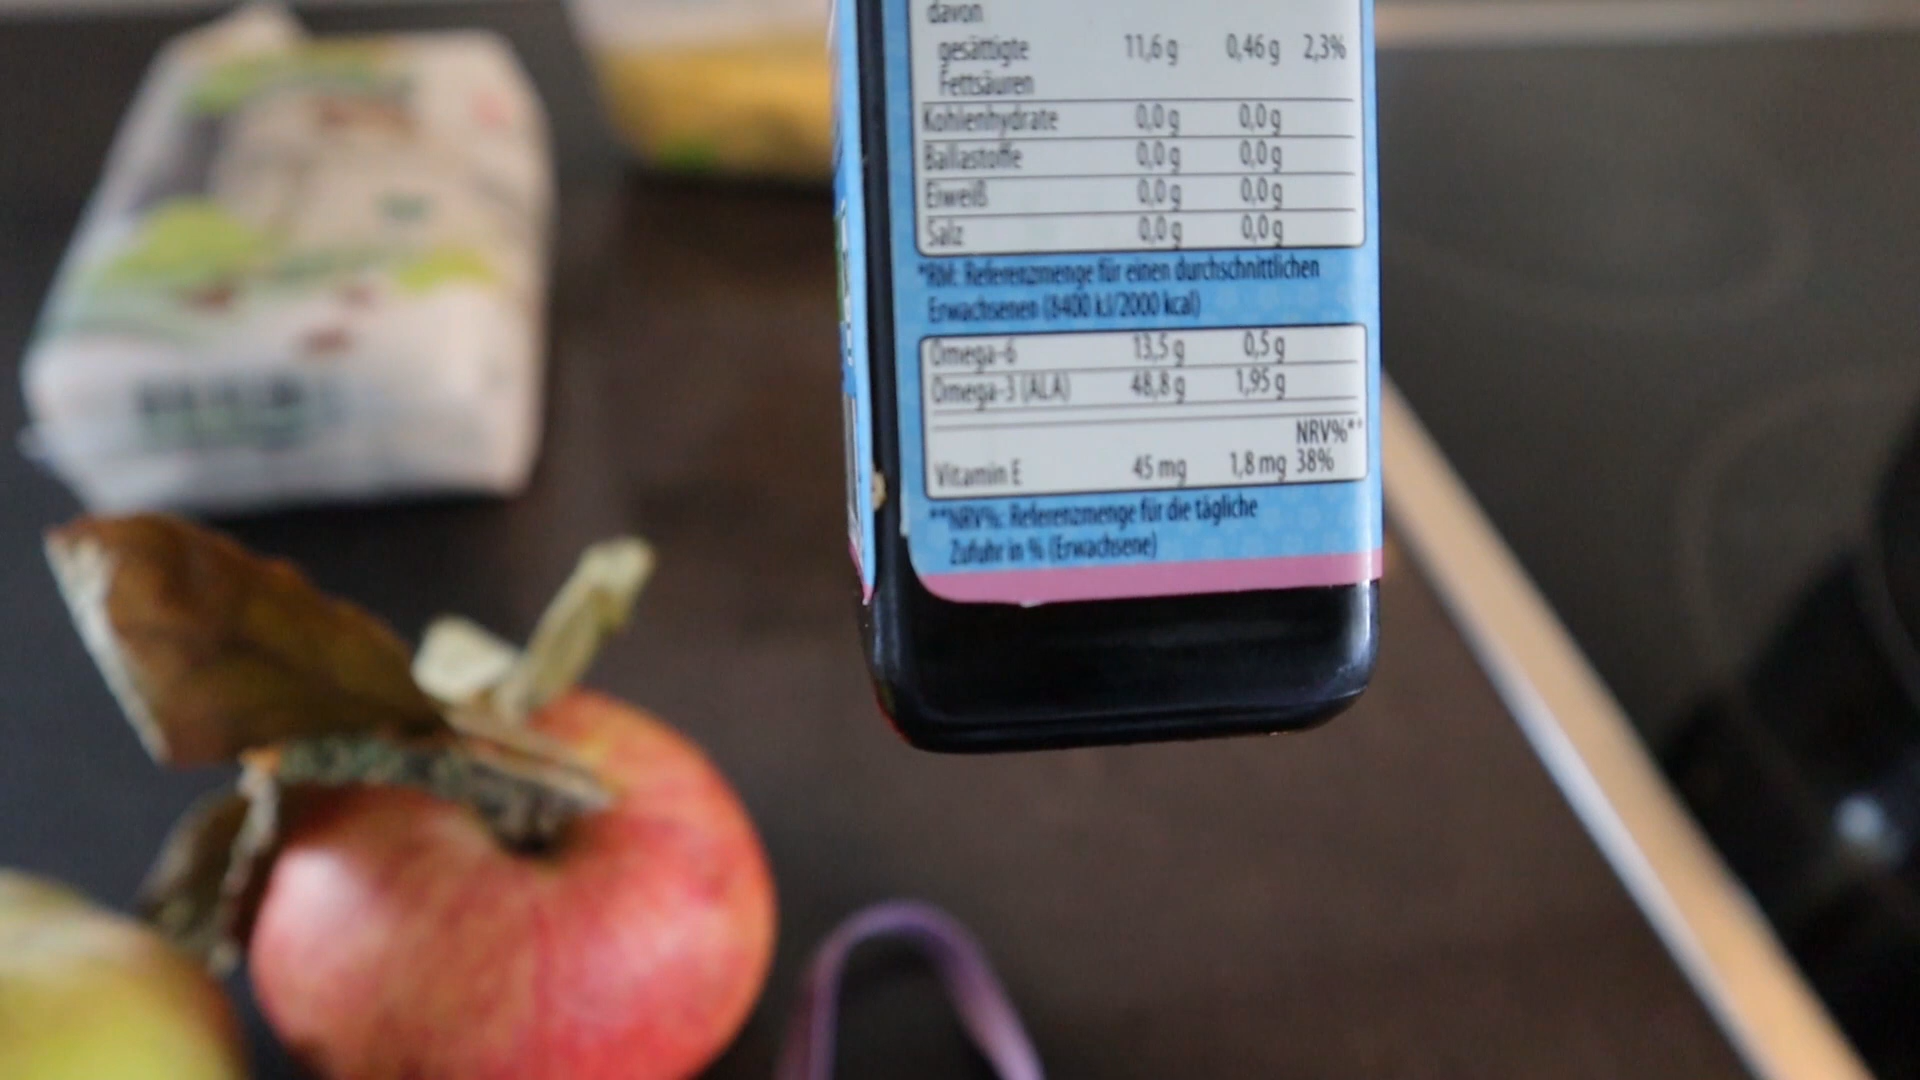 davon
gesättigte 11,6 g 0,46 g 2,3%
Fettsäuren
Kohlenhydrate 0,0 g 0,0 g
Ballastoffe 0,0 g 0,0 g
Eiweiß 0,0 g 0,0 g
Salz 0,0 g 0,0 g
*RM: Referenzmenge für einen durchschnittlichen
Erwachsenen (8400 kJ/2000 kcal)
Omega-6 13,5 g 0,5 g
Omega-3 (ALA) 48,8 g 1,95 g
NRV%**
Vitamin E 45 mg 1,8 mg 38%
**NRV%: Referenzmenge für die tägliche
Zufuhr in % (Erwachsene)